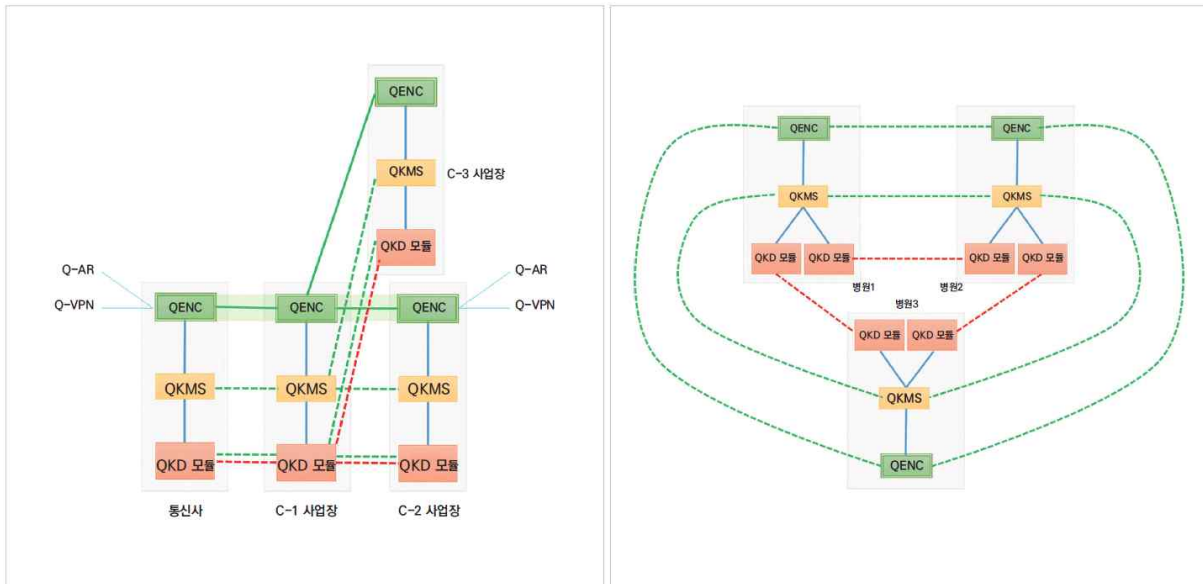 QENC
QKMS
C-3 사업장
QKD 모듈
Q-AR
Q-VPN
QENC
QENC
QENC
Q-AR
Q-VPN
QKMS
QKMS
QKMS
QKD 모듈
QKD 모듈
QKD 모듈
통신사
C-1 사업장
C-2 사업장
QENC
QENC
QKMS
QKMS
QKD 모듈
QKD 모듈
QKD 모듈
QKD 모듈
병원1
병원2
병원3
QKD 모듈
QKD 모듈
QKMS
QENC